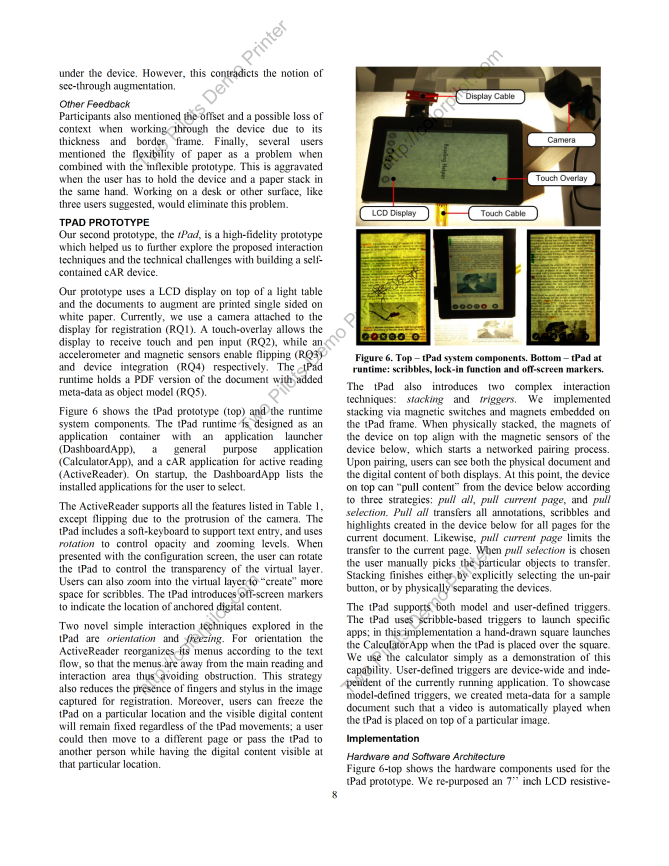 under the device. However, this contradicts the notion of
see-through augmentation.
Other Feedback
Participants also mentioned the offset and a possible loss of
context when working through the device due to its
thickness and border frame. Finally, several users
mentioned the flexibility of paper as a problem when
combined with the inflexible prototype. This is aggravated
when the user has to hold the device and a paper stack in
the same hand. Working on a desk or other surface, like
three users suggested, would eliminate this problem.
TPAD PROTOTYPE
Our second prototype, the tPad, is a high-fidelity prototype
which helped us to further explore the proposed interaction
techniques and the technical challenges with building a self-
contained cAR device.
Our prototype uses a LCD display on top of a light table
and the documents to augment are printed single sided on
white paper. Currently, we use a camera attached to the
display for registration (RQ1). A touch-overlay allows the
display to receive touch and pen input (RQ2), while an
accelerometer and magnetic sensors enable flipping (RQ3)
and device integration (RQ4) respectively. The tPad
runtime holds a PDF version of the document with added
meta-data as object model (RQ5).
Figure 6 shows the tPad prototype (top) and the runtime
system components. The tPad runtime is designed as an
application container with an application launcher
(DashboardApp), a general purpose application
(CalculatorApp), and a cAR application for active reading
(ActiveReader). On startup, the DashboardApp lists the
installed applications for the user to select.
The ActiveReader supports all the features listed in Table 1,
except flipping due to the protrusion of the camera. The
tPad includes a soft-keyboard to support text entry, and uses
rotation to control opacity and zooming levels. When
presented with the configuration screen, the user can rotate
the tPad to control the transparency of the virtual layer.
Users can also zoom into the virtual layer to “create” more
space for scribbles. The tPad introduces off-screen markers
to indicate the location of anchored digital content.
Two novel simple interaction techniques explored in the
tPad are orientation and freezing. For orientation the
ActiveReader reorganizes its menus according to the text
flow, so that the menus are away from the main reading and
interaction area thus avoiding obstruction. This strategy
also reduces the presence of fingers and stylus in the image
captured for registration. Moreover, users can freeze the
tPad on a particular location and the visible digital content
will remain fixed regardless of the tPad movements; a user
could then move to a different page or pass the tPad to
another person while having the digital content visible at
that particular location.
Display Cable
Camera
Touch Overlay
LCD Display
Touch Cable
Figure 6. Top – tPad system components. Bottom – tPad at
runtime: scribbles, lock-in function and off-screen markers.
The tPad also introduces two complex interaction
techniques: stacking and triggers. We implemented
stacking via magnetic switches and magnets embedded on
the tPad frame. When physically stacked, the magnets of
the device on top align with the magnetic sensors of the
device below, which starts a networked pairing process.
Upon pairing, users can see both the physical document and
the digital content of both displays. At this point, the device
on top can “pull content” from the device below according
to three strategies: pull all, pull current page, and pull
selection. Pull all transfers all annotations, scribbles and
highlights created in the device below for all pages for the
current document. Likewise, pull current page limits the
transfer to the current page. When pull selection is chosen
the user manually picks the particular objects to transfer.
Stacking finishes either by explicitly selecting the un-pair
button, or by physically separating the devices.
The tPad supports both model and user-defined triggers.
The tPad uses scribble-based triggers to launch specific
apps; in this implementation a hand-drawn square launches
the CalculatorApp when the tPad is placed over the square.
We use the calculator simply as a demonstration of this
capability. User-defined triggers are device-wide and inde-
pendent of the currently running application. To showcase
model-defined triggers, we created meta-data for a sample
document such that a video is automatically played when
the tPad is placed on top of a particular image.
Implementation
Hardware and Software Architecture
Figure 6-top shows the hardware components used for the
tPad prototype. We re-purposed an 7’’ inch LCD resistive-
8
Two Pilots Demo Printer
http://colorpilot.com
Two Pilots Demo Printer
http://colorpilot.com
Two Pilots Demo Printer